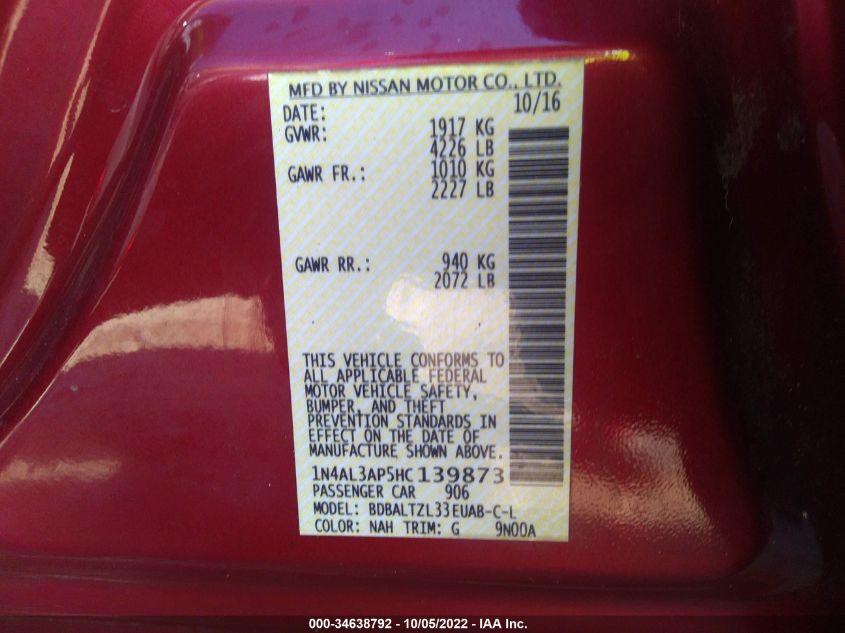 MFD BY NISSAN MOTOR CO., LTD.
DATE: 10/16
GVWR: 1917 KG
4226 LB
GAWR FR.: 1010 KG
2227 LB
GAWR RR.: 940 KG
2072 LB
THIS VEHICLE CONFORMS TO
ALL APPLICABLE FEDERAL
MOTOR VEHICLE SAFETY,
BUMPER, AND THEFT
PREVENTION STANDARDS IN
EFFECT ON THE DATE OF
MANUFACTURE SHOWN ABOVE.
1N4AL3AP5HC139873
PASSENGER CAR 906
MODEL: BDBALTZL33EUAB-C-L
COLOR: NAH TRIM: G 9N00A
000-34638792 - 10/05/2022 - IAA Inc.